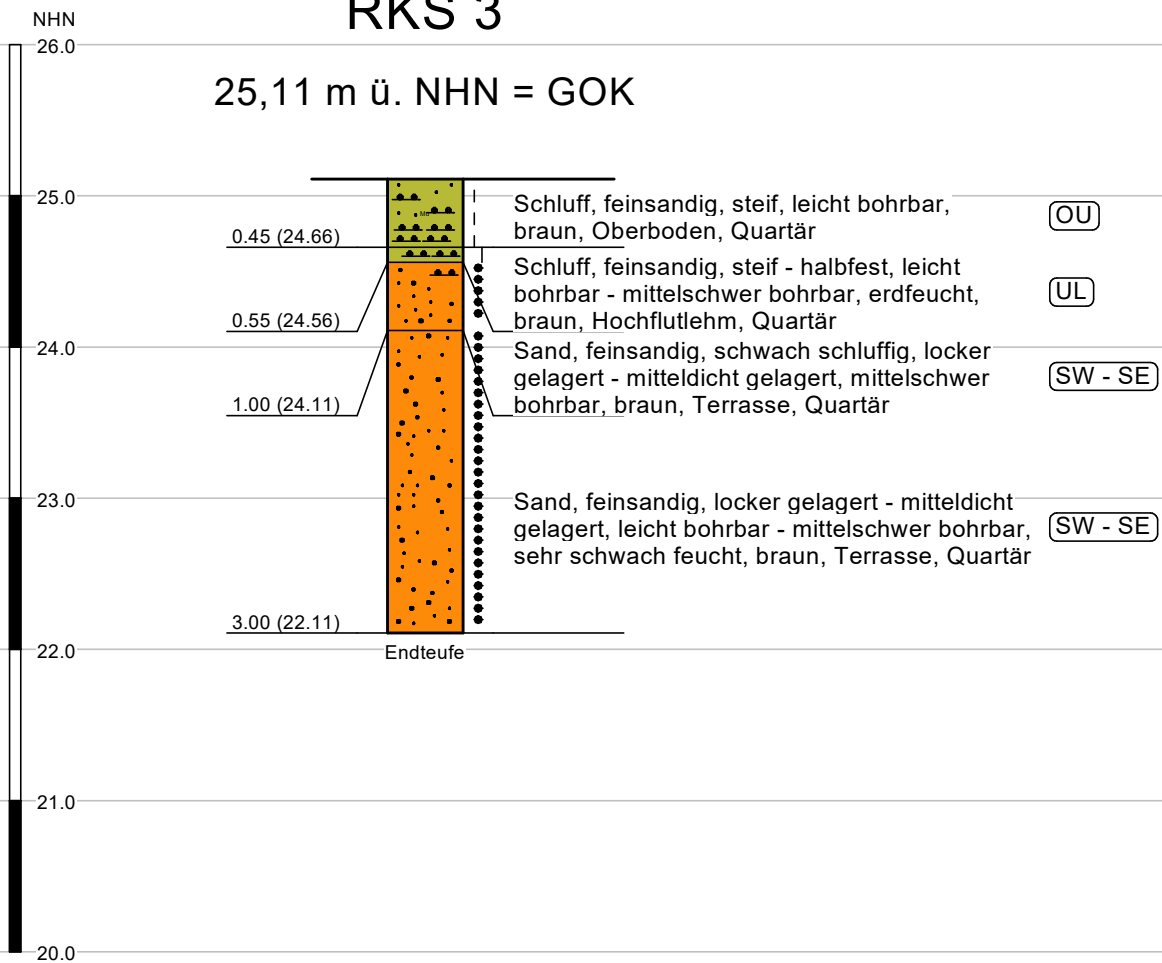 RKS 3
NHN
26.0
25,11 m ü. NHN = GOK
25.0
Schluff, feinsandig, steif, leicht bohrbar,
braun, Oberboden, Quartär
OU
0.45 (24.66)
Schluff, feinsandig, steif - halbfest, leicht
bohrbar - mittelschwer bohrbar, erdfeucht,
braun, Hochflutlehm, Quartär
UL
0.55 (24.56)
24.0
Sand, feinsandig, schwach schluffig, locker
gelagert - mitteldicht gelagert, mittelschwer
bohrbar, braun, Terrasse, Quartär
SW - SE
1.00 (24.11)
23.0
Sand, feinsandig, locker gelagert - mitteldicht
gelagert, leicht bohrbar - mittelschwer bohrbar,
sehr schwach feucht, braun, Terrasse, Quartär
SW - SE
3.00 (22.11)
22.0
Endteufe
21.0
20.0